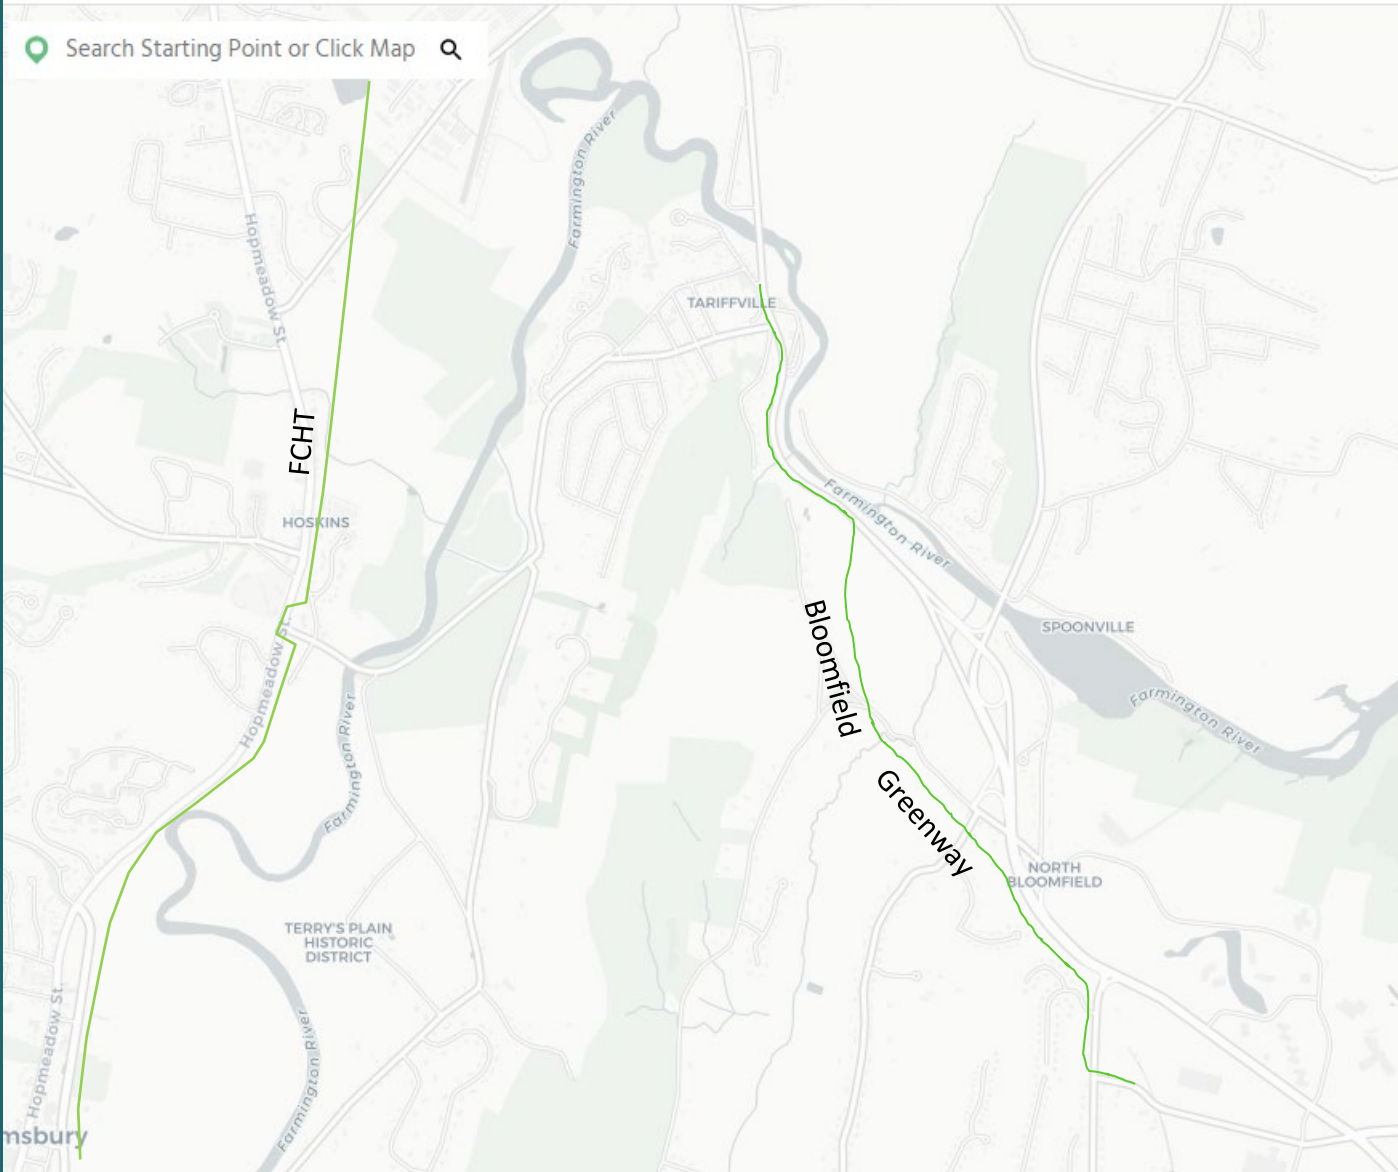 Search Starting Point or Click Map
Farmington River
Hopmeadow St
TARIFFVILLE
FCHT
HOSKINS
Farmington River
Bloomfield
SPOONVILLE
Hopmeadow St.
Farmington River
Farmington River
Greenway
NORTH
BLOOMFIELD
TERRY'S PLAIN
HISTORIC
DISTRICT
Hopmeadow St.
Farmington River
msbury